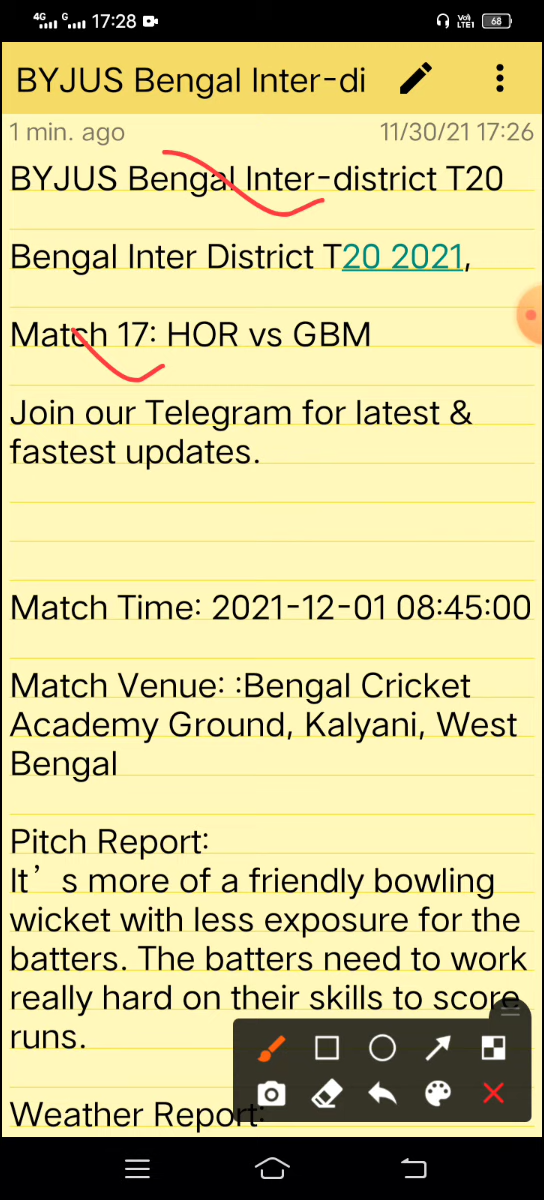 4G G 17:28 VoI) LTE1 68
BYJUS Bengal Inter-di
1 min. ago 11/30/21 17:26
BYJUS Bengal Inter-district T20
Bengal Inter District T20 2021,
Match 17: HOR vs GBM
Join our Telegram for latest &
fastest updates.
Match Time: 2021-12-01 08:45:00
Match Venue: :Bengal Cricket
Academy Ground, Kalyani, West
Bengal
Pitch Report:
It’s more of a friendly bowling
wicket with less exposure for the
batters. The batters need to work
really hard on their skills to score
runs.
Weather Report: